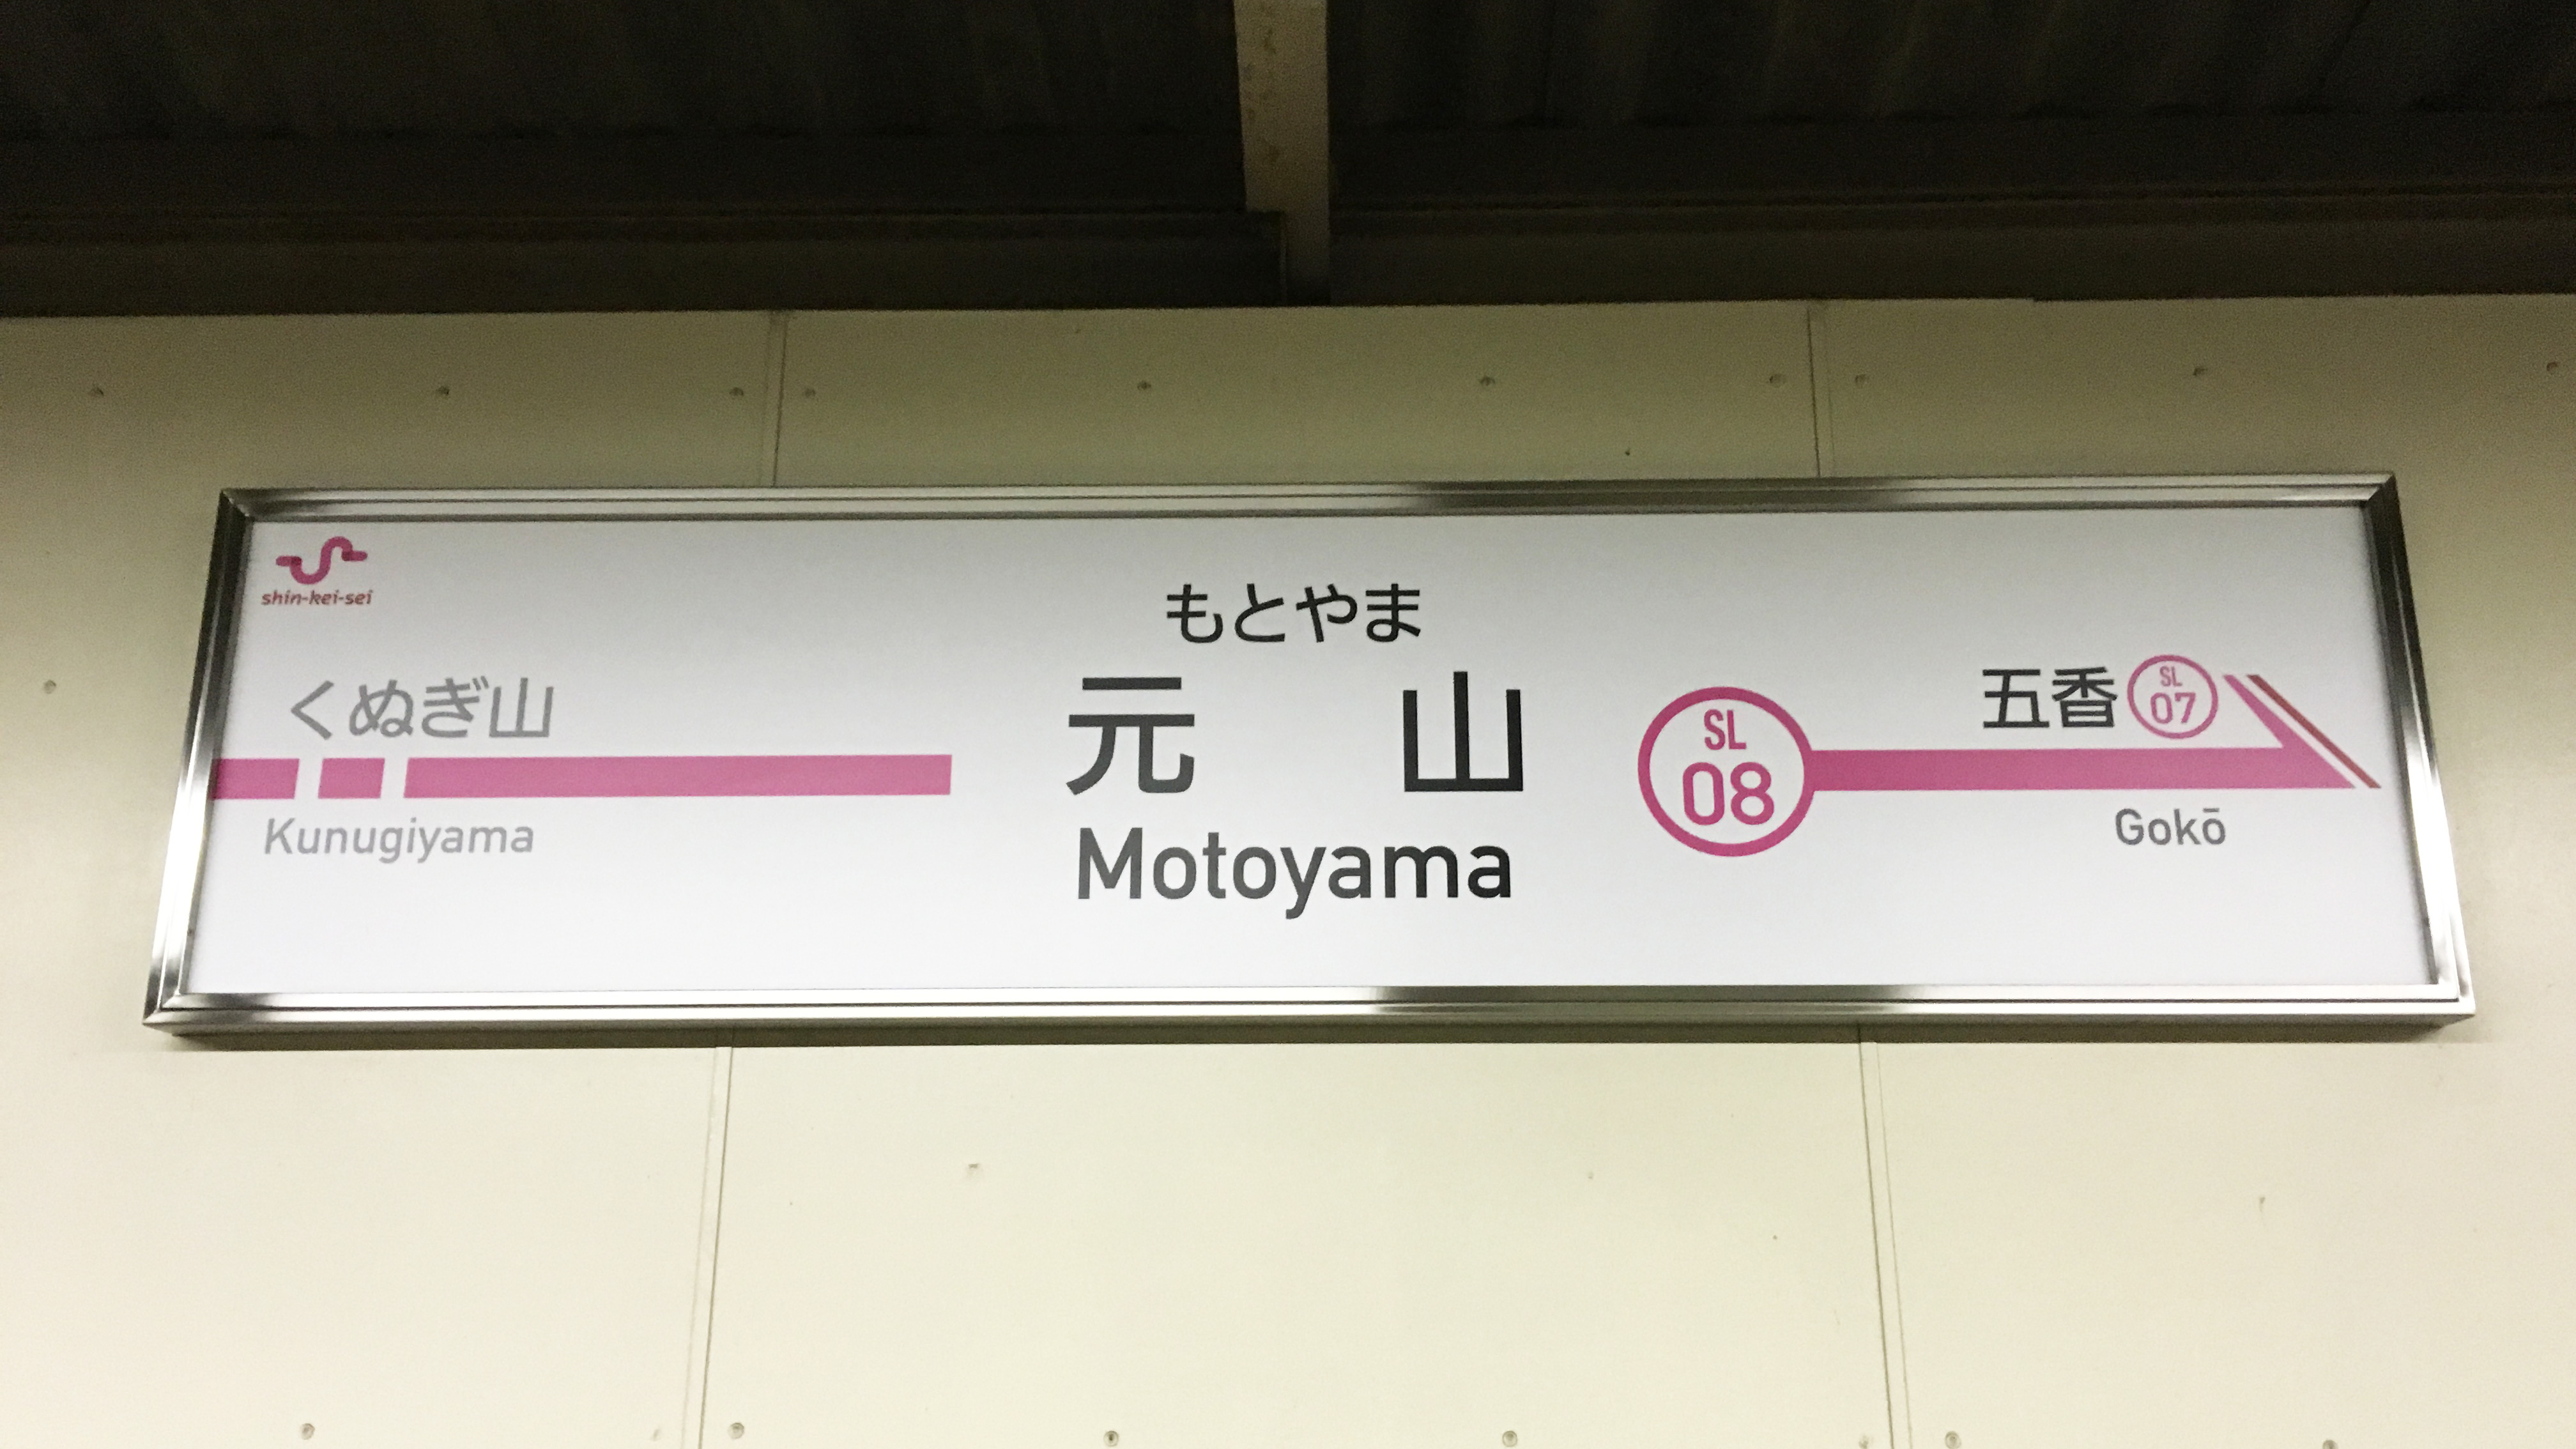 shin-kei-sei
くぬぎ山
Kunugiyama
もとやま
元山
Motoyama
SL
08
五香
SL
07
Gokō